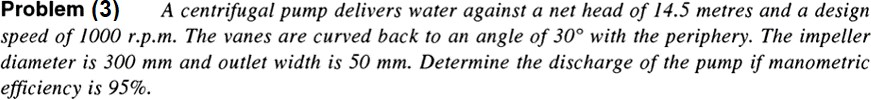 Problem (3) A centrifugal pump delivers water against a net head of 14.5 metres and a design
speed of 1000 r.p.m. The vanes are curved back to an angle of 30° with the periphery. The impeller
diameter is 300 mm and outlet width is 50 mm. Determine the discharge of the pump if manometric
efficiency is 95%.